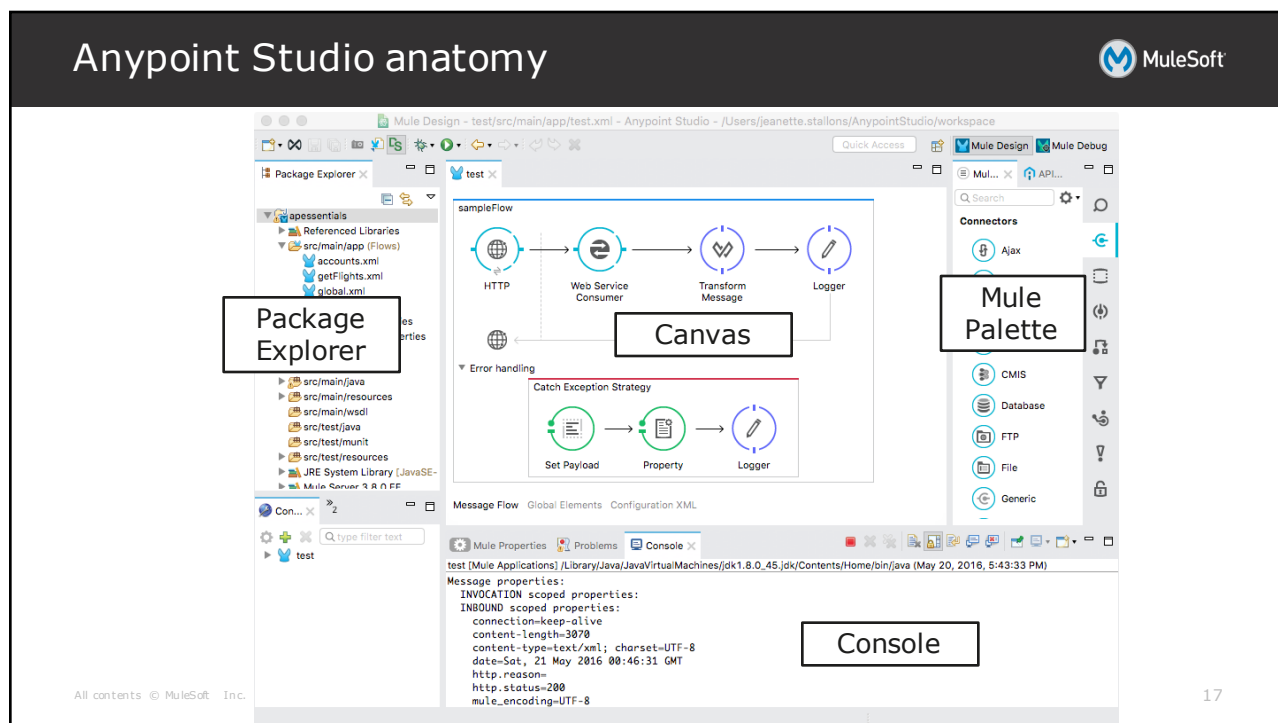 Anypoint Studio anatomy
MuleSoft
Mule Design - test/src/main/app/test.xml - Anypoint Studio - /Users/jeanette.stallons/AnypointStudio/workspace
Quick Access
Mule Design
Mule Debug
Package Explorer
apessentials
Referenced Libraries
src/main/app (Flows)
accounts.xml
getFlights.xml
global.xml
es
erties
Package
Explorer
src/main/java
src/main/resources
src/main/wsdl
src/test/java
src/test/munit
src/test/resources
JRE System Library [JavaSE-
Mule Server 3.8.0 EE
test
sampleFlow
HTTP
Web Service
Consumer
Transform
Message
Logger
Canvas
Error handling
Catch Exception Strategy
Set Payload
Property
Logger
Message Flow Global Elements Configuration XML
Mul...
API...
Search
Connectors
Ajax
Mule
Palette
CMIS
Database
FTP
File
Generic
Con...
2
type filter text
test
Mule Properties
Problems
Console
test [Mule Applications] /Library/Java/JavaVirtualMachines/jdk1.8.0_45.jdk/Contents/Home/bin/java (May 20, 2016, 5:43:33 PM)
Message properties:
INVOCATION scoped properties:
INBOUND scoped properties:
connection=keep-alive
content-length=3070
content-type=text/xml; charset=UTF-8
date=Sat, 21 May 2016 00:46:31 GMT
http.reason=
http.status=200
mule_encoding=UTF-8
Console
All contents © MuleSoft Inc.
17